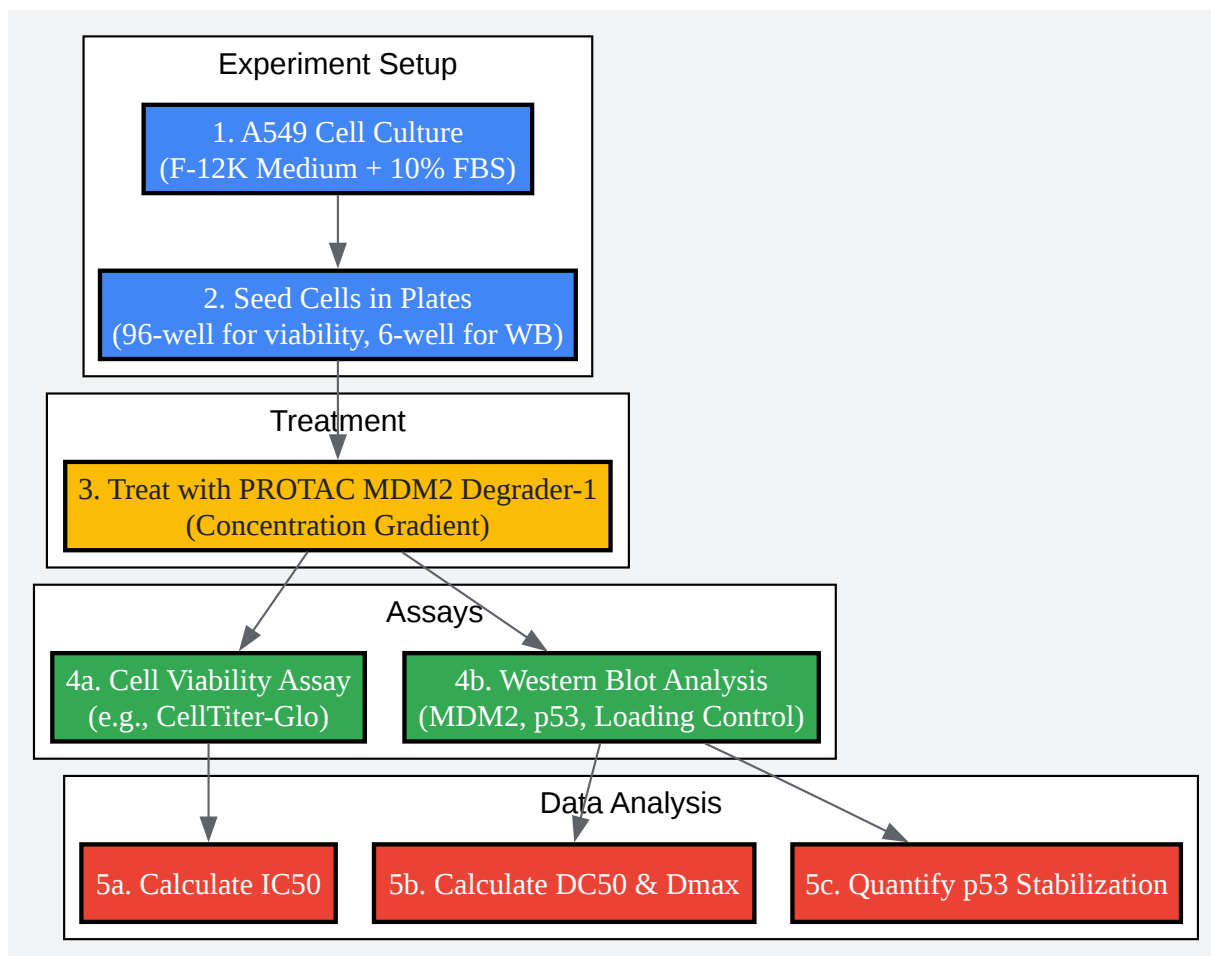 Experiment Setup
1. A549 Cell Culture
(F-12K Medium + 10% FBS)
2. Seed Cells in Plates
(96-well for viability, 6-well for WB)
Treatment
3. Treat with PROTAC MDM2 Degrader-1
(Concentration Gradient)
Assays
4a. Cell Viability Assay
(e.g., CellTiter-Glo)
4b. Western Blot Analysis
(MDM2, p53, Loading Control)
Data Analysis
5a. Calculate IC50
5b. Calculate DC50 & Dmax
5c. Quantify p53 Stabilization